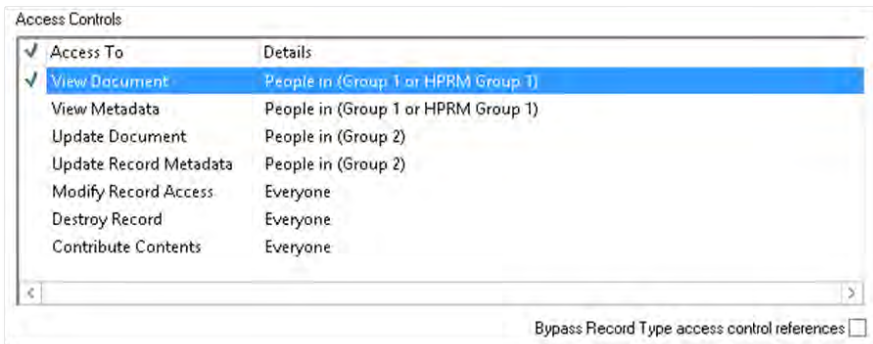 Access Controls
Access To Details
View Document People in (Group 1 or HPRM Group 1)
View Metadata People in (Group 1 or HPRM Group 1)
Update Document People in (Group 2)
Update Record Metadata People in (Group 2)
Modify Record Access Everyone
Destroy Record Everyone
Contribute Contents Everyone
Bypass Record Type access control references